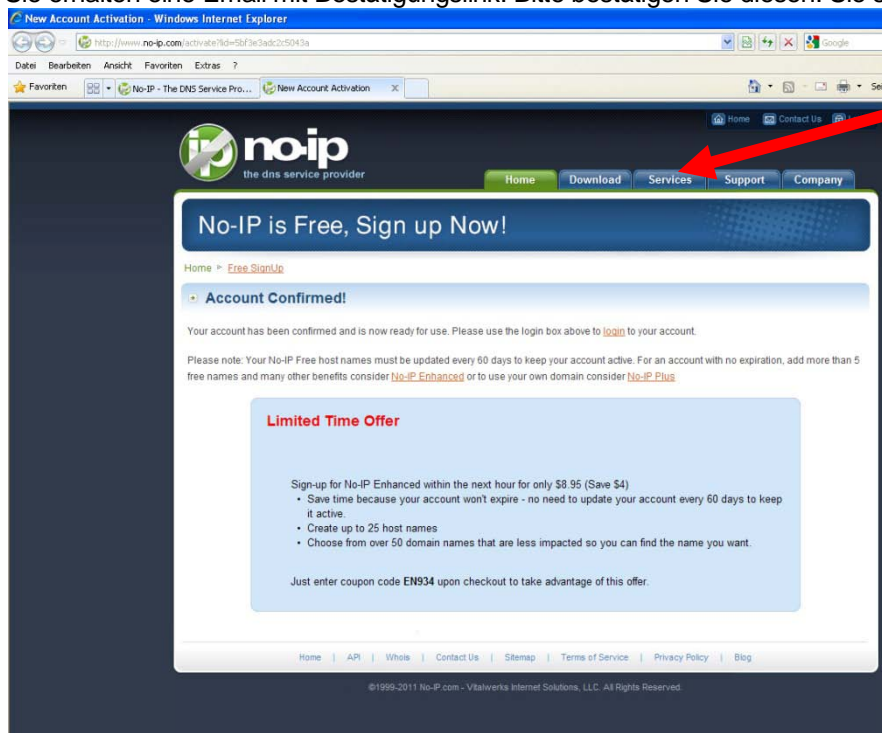 Sie erhalten eine Email mit Bestätigungslink. Bitte bestätigen Sie diesen. Sie s
New Account Activation - Windows Internet Explorer
http://www.no-ip.com/activate?lid=5bf3e3adc2c5043a
Google
Datei Bearbeiten Ansicht Favoriten Extras ?
Favoriten No-IP - The DNS Service Pro... New Account Activation X Sei
Home Contact Us
no-ip
the dns service provider
Home Download Services Support Company
No-IP is Free, Sign up Now!
Home Free SignUp
Account Confirmed!
Your account has been confirmed and is now ready for use. Please use the login box above to login to your account.
Please note: Your No-IP Free host names must be updated every 60 days to keep your account active. For an account with no expiration, add more than 5
free names and many other benefits consider No-IP Enhanced or to use your own domain consider No-IP Plus
Limited Time Offer
Sign-up for No-IP Enhanced within the next hour for only $8.95 (Save $4)
• Save time because your account won't expire - no need to update your account every 60 days to keep
it active.
• Create up to 25 host names
• Choose from over 50 domain names that are less impacted so you can find the name you want.
Just enter coupon code EN934 upon checkout to take advantage of this offer.
Home | API | Whois | Contact Us | Sitemap | Terms of Service | Privacy Policy | Blog
©1999-2011 No-IP.com - Vitalwerks Internet Solutions, LLC. All Rights Reserved.